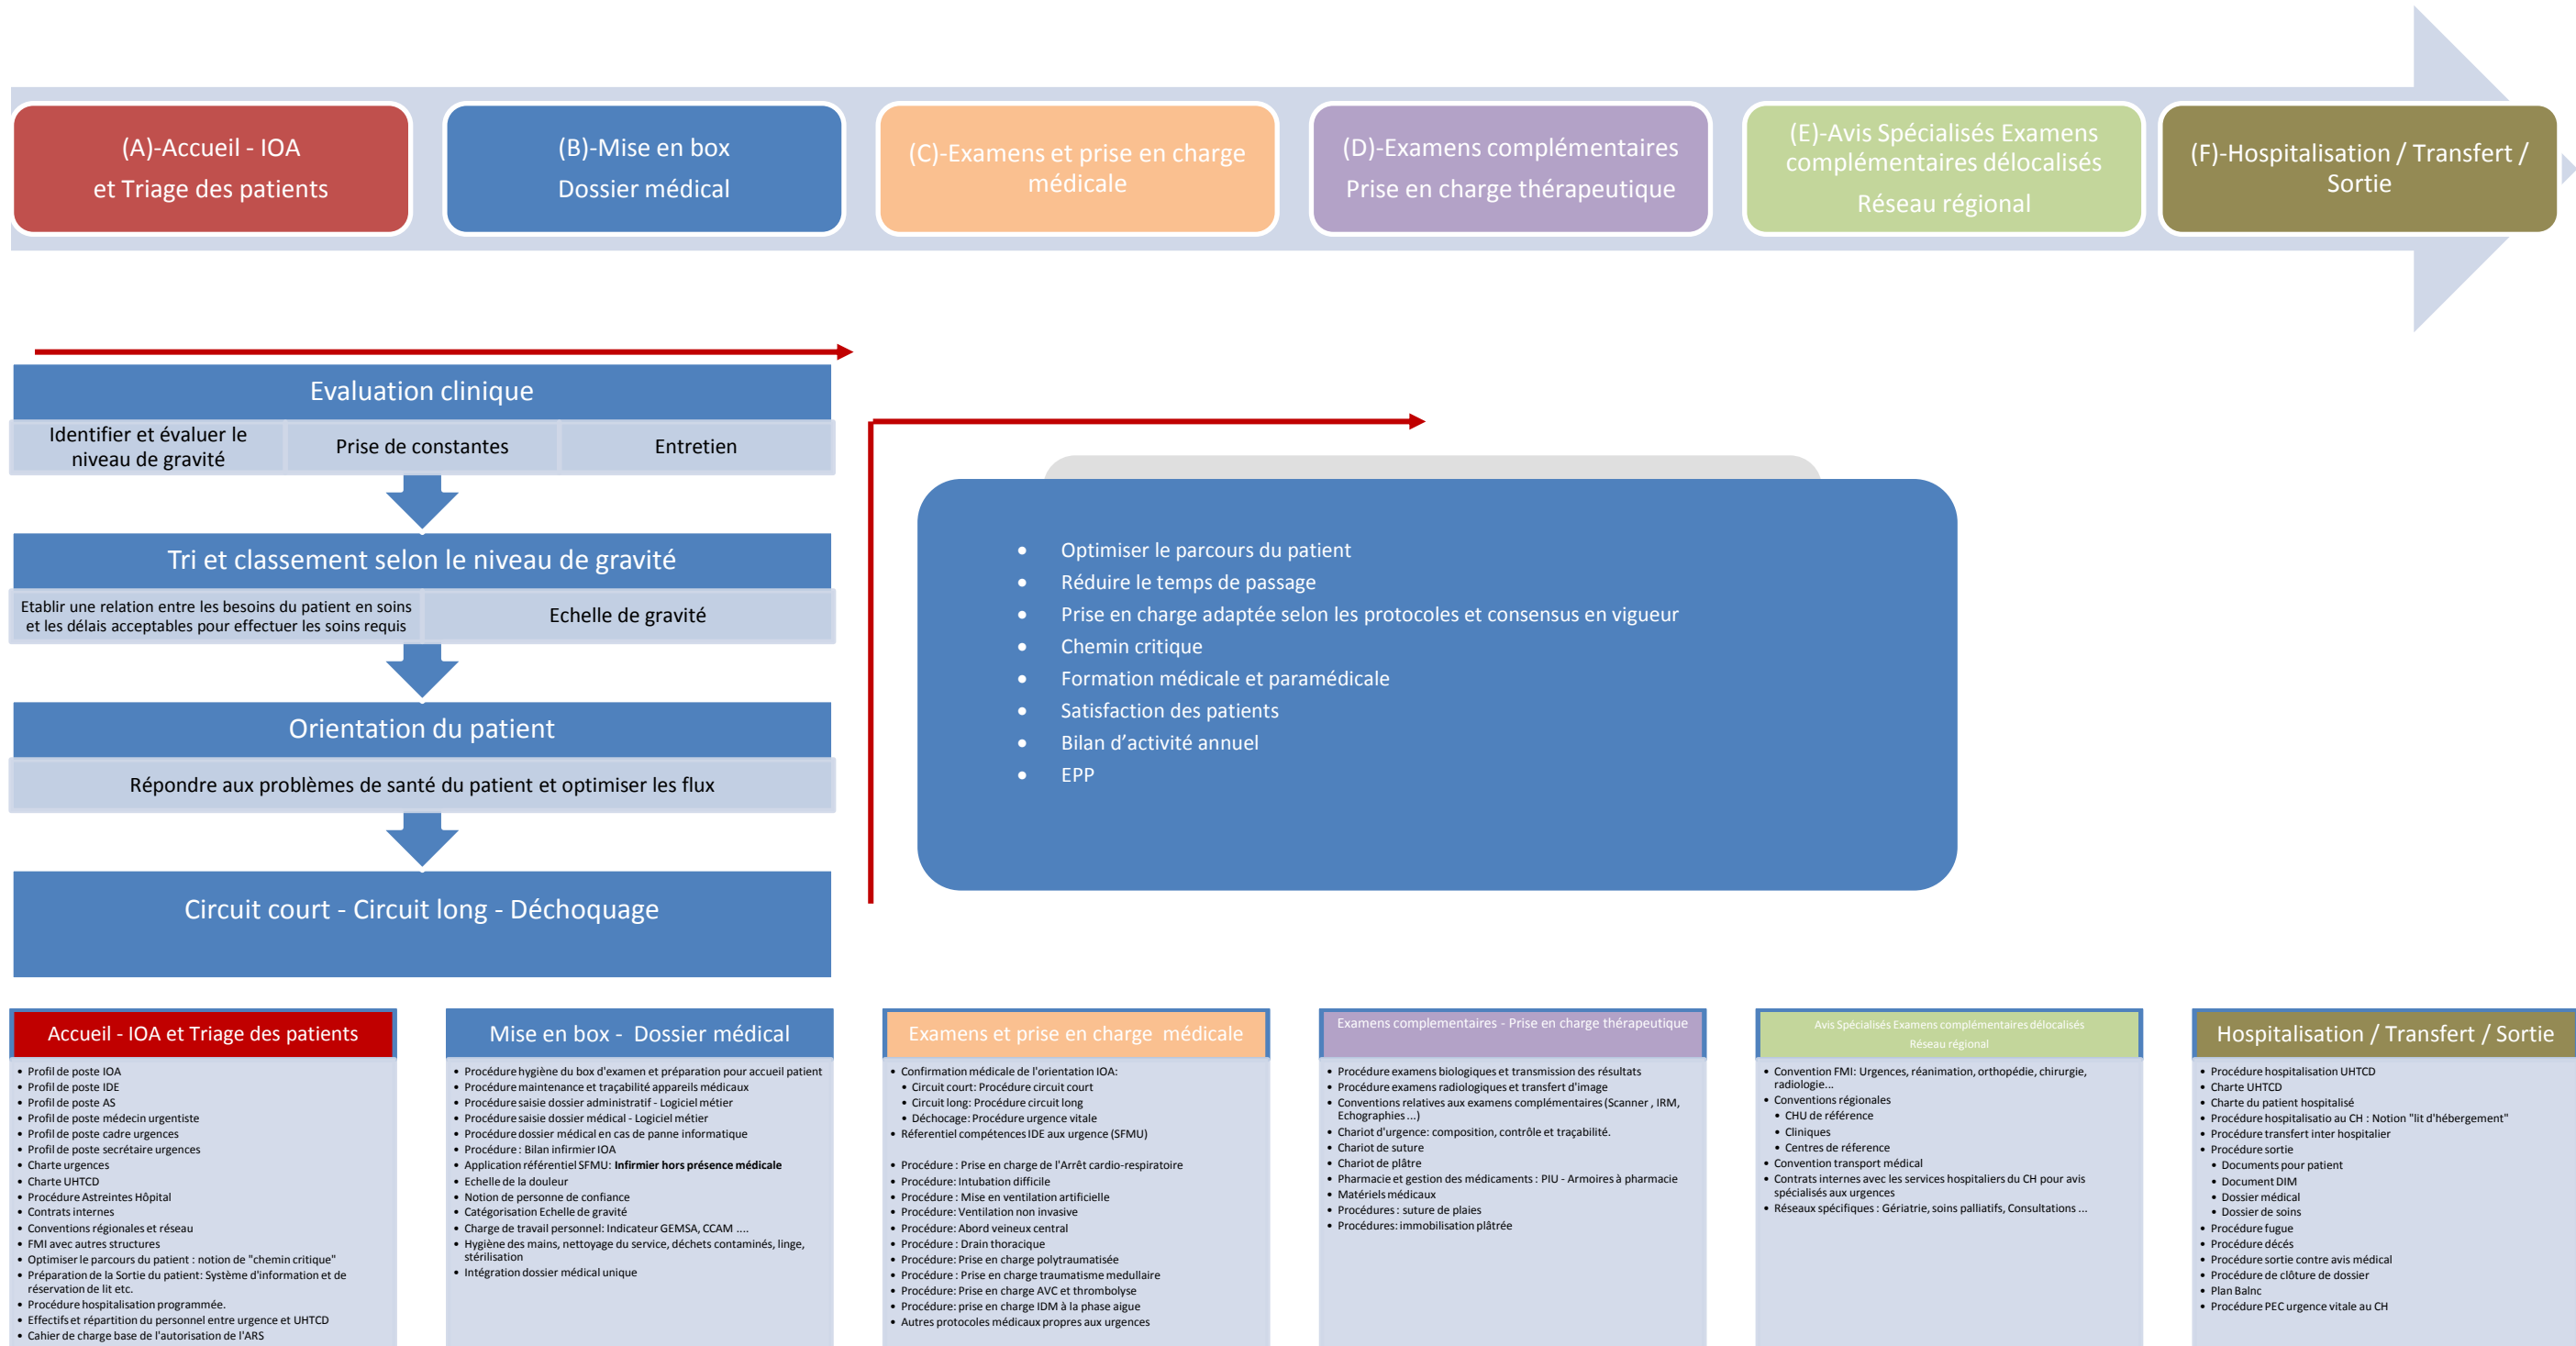 (A)-Accueil - IOA
et Triage des patients
(B)-Mise en box
Dossier médical
(C)-Examens et prise en charge
médicale
(D)-Examens complémentaires
Prise en charge thérapeutique
(E)-Avis Spécialisés Examens
complémentaires délocalisés
Réseau régional
(F)-Hospitalisation / Transfert /
Sortie
Evaluation clinique
Identifier et évaluer le
niveau de gravité
Prise de constantes
Entretien
Tri et classement selon le niveau de gravité
Etablir une relation entre les besoins du patient en soins
et les délais acceptables pour effectuer les soins requis
Echelle de gravité
Orientation du patient
Répondre aux problèmes de santé du patient et optimiser les flux
Circuit court - Circuit long - Déchoquage
• Optimiser le parcours du patient
• Réduire le temps de passage
• Prise en charge adaptée selon les protocoles et consensus en vigueur
• Chemin critique
• Formation médicale et paramédicale
• Satisfaction des patients
• Bilan d’activité annuel
• EPP
Accueil - IOA et Triage des patients
• Profil de poste IOA
• Profil de poste IDE
• Profil de poste AS
• Profil de poste médecin urgentiste
• Profil de poste cadre urgences
• Profil de poste secrétaire urgences
• Charte urgences
• Charte UHTCD
• Procédure Astreintes Hôpital
• Contrats internes
• Conventions régionales et réseau
• FMI avec autres structures
• Optimiser le parcours du patient : notion de "chemin critique"
• Préparation de la Sortie du patient: Système d'information et de
réservation de lit etc.
• Procédure hospitalisation programmée.
• Effectifs et répartition du personnel entre urgence et UHTCD
• Cahier de charge base de l'autorisation de l'ARS
Mise en box - Dossier médical
• Procédure hygiène du box d'examen et préparation pour accueil patient
• Procédure maintenance et traçabilité appareils médicaux
• Procédure saisie dossier administratif - Logiciel métier
• Procédure saisie dossier médical - Logiciel métier
• Procédure dossier médical en cas de panne informatique
• Procédure : Bilan infirmier IOA
• Application référentiel SFMU: Infirmier hors présence médicale
• Echelle de la douleur
• Notion de personne de confiance
• Catégorisation Echelle de gravité
• Charge de travail personnel: Indicateur GEMSA, CCAM ....
• Hygiène des mains, nettoyage du service, déchets contaminés, linge,
stérilisation
• Intégration dossier médical unique
Examens et prise en charge médicale
• Confirmation médicale de l'orientation IOA:
• Circuit court: Procédure circuit court
• Circuit long: Procédure circuit long
• Déchocage: Procédure urgence vitale
• Réferentiel compétences IDE aux urgence (SFMU)
• Procédure : Prise en charge de l'Arrêt cardio-respiratoire
• Procédure: Intubation difficile
• Procédure : Mise en ventilation artificielle
• Procédure: Ventilation non invasive
• Procédure: Abord veineux central
• Procédure : Drain thoracique
• Procédure: Prise en charge polytraumatisée
• Procédure : Prise en charge traumatisme medullaire
• Procédure: Prise en charge AVC et thrombolyse
• Procédure: prise en charge IDM à la phase aigue
• Autres protocoles médicaux propres aux urgences
Examens complementaires - Prise en charge thérapeutique
• Procédure examens biologiques et transmission des résultats
• Procédure examens radiologiques et transfert d'image
• Conventions relatives aux examens complémentaires (Scanner , IRM,
Echographies ...)
• Chariot d'urgence: composition, contrôle et traçabilité.
• Chariot de suture
• Chariot de plâtre
• Pharmacie et gestion des médicaments : PIU - Armoires à pharmacie
• Matériels médicaux
• Procédures : suture de plaies
• Procédures: immobilisation plâtrée
Avis Spécialisés Examens complémentaires délocalisés
Réseau régional
• Convention FMI: Urgences, réanimation, orthopédie, chirurge,
radiologie...
• Conventions régionales
• CHU de référence
• Cliniques
• Centres de réference
• Convention transport médical
• Contrats internes avec les services hospitaliers du CH pour avis
spécialisés aux urgences
• Réseaux spécifiques : Gériatrie, soins palliatifs, Consultations ...
Hospitalisation / Transfert / Sortie
• Procédure hospitalisation UHTCD
• Charte UHTCD
• Charte du patient hospitalisé
• Procédure hospitalisatio au CH : Notion "lit d'hébergement"
• Procédure transfert inter hospitalier
• Procédure sortie
• Documents pour patient
• Document DIM
• Dossier médical
• Dossier de soins
• Procédure fugue
• Procédure décés
• Procédure sortie contre avis médical
• Procédure de clôture de dossier
• Plan Balnc
• Procédure PEC urgence vitale au CH